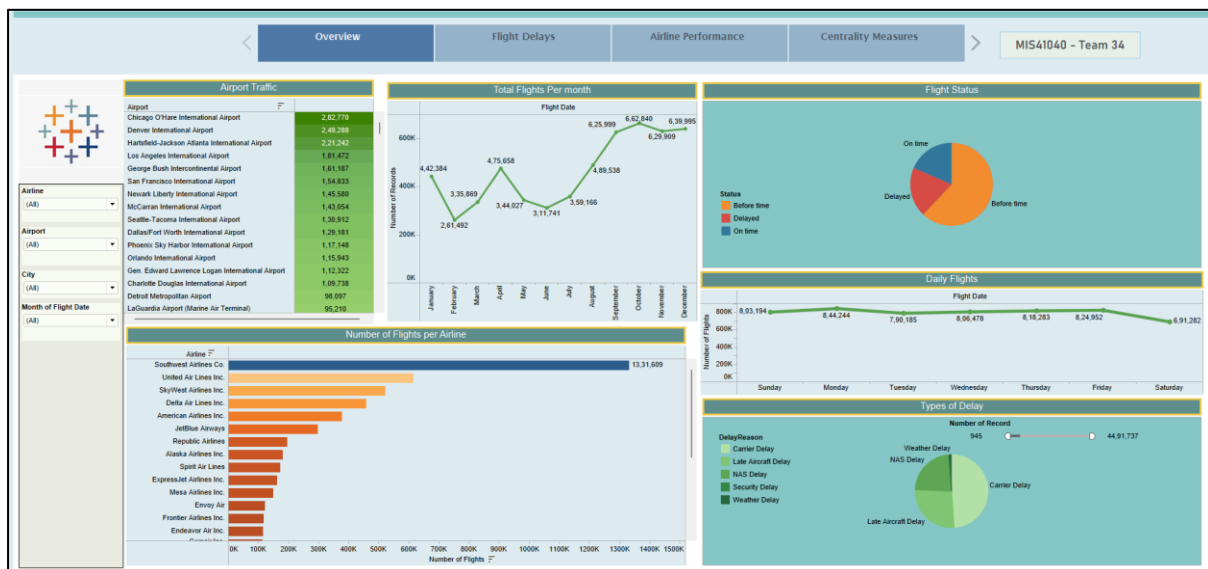 Overview
Flight Delays
Airline Performance
Centrality Measures
MIS41040 - Team 34
Airline
(All)
Airport
(All)
City
(All)
Month of Flight Date
(All)
Airport Traffic
Airport
Chicago O'Hare International Airport 2,82,770
Denver International Airport 2,49,288
Hartsfield-Jackson Atlanta International Airport 2,21,242
Los Angeles International Airport 1,81,472
George Bush Intercontinental Airport 1,61,187
San Francisco International Airport 1,54,833
Newark Liberty International Airport 1,45,580
McCarran International Airport 1,43,054
Seattle-Tacoma International Airport 1,30,912
Dallas/Fort Worth International Airport 1,29,181
Phoenix Sky Harbor International Airport 1,17,148
Orlando International Airport 1,15,943
Gen. Edward Lawrence Logan International Airport 1,12,322
Charlotte Douglas International Airport 1,09,738
Detroit Metropolitan Airport 98,097
LaGuardia Airport (Marine Air Terminal) 95,210
Total Flights Per month
Flight Date
Number of Records
600K
400K
200K
0K
4,42,384
2,61,492
3,35,869
4,75,658
3,44,027
3,11,741
3,59,166
4,89,538
6,25,999
6,62,840
6,29,909
6,39,995
January
February
March
April
May
June
July
August
September
October
November
December
Flight Status
Status
Before time
Delayed
On time
On time
Delayed
Before time
Daily Flights
Flight Date
Number of Flights
800K
600K
400K
200K
0K
8,03,194
8,44,244
7,90,185
8,06,478
8,18,283
8,24,952
6,91,282
Sunday
Monday
Tuesday
Wednesday
Thursday
Friday
Saturday
Number of Flights per Airline
Airline
Southwest Airlines Co. 13,31,609
United Air Lines Inc.
SkyWest Airlines Inc.
Delta Air Lines Inc.
American Airlines Inc.
JetBlue Airways
Republic Airlines
Alaska Airlines Inc.
Spirit Air Lines
ExpressJet Airlines Inc.
Mesa Airlines Inc.
Envoy Air
Frontier Airlines Inc.
Endeavor Air Inc.
0K 100K 200K 300K 400K 500K 600K 700K 800K 900K 1000K 1100K 1200K 1300K 1400K 1500K
Number of Flights
Types of Delay
Number of Record
945 44,91,737
DelayReason
Carrier Delay
Late Aircraft Delay
NAS Delay
Security Delay
Weather Delay
Weather Delay
NAS Delay
Carrier Delay
Late Aircraft Delay